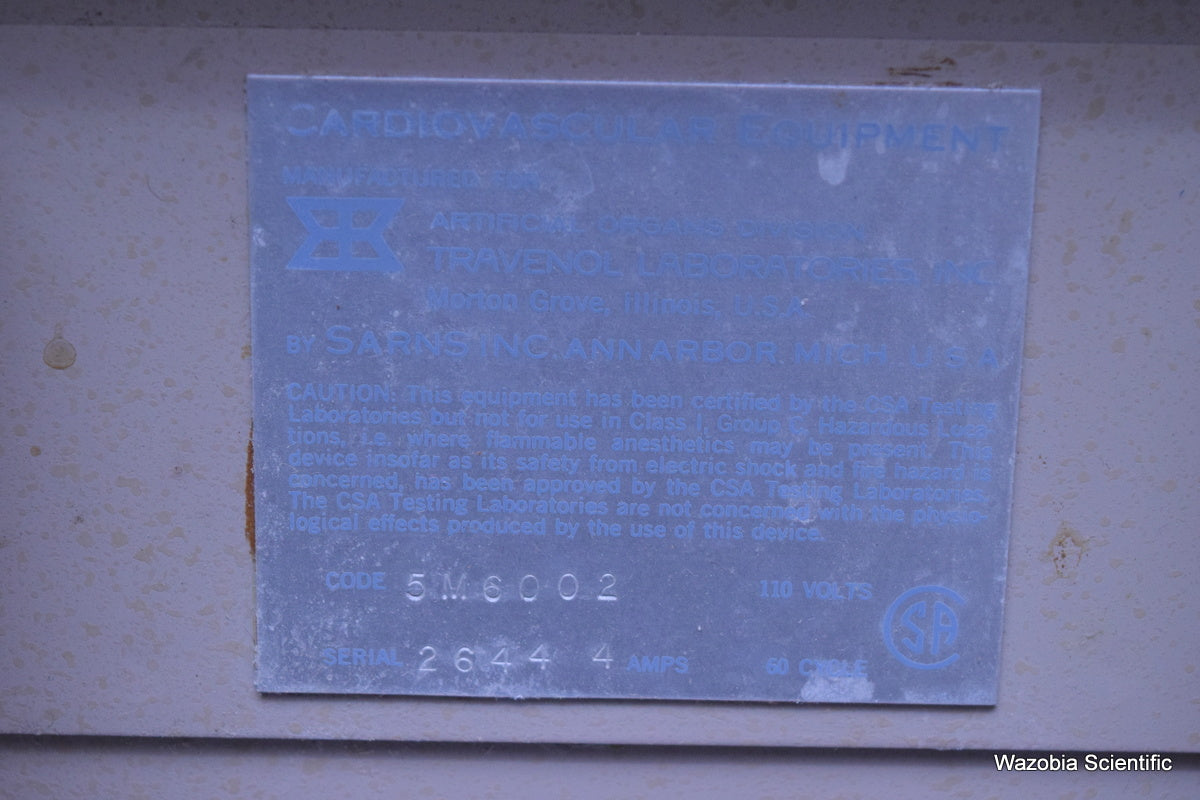 CARDIOVASCULAR EQUIPMENT
MANUFACTURED FOR
ARTIFICIAL ORGANS DIVISION
TRAVENOL LABORATORIES, INC.
Morton Grove, Illinois, U.S.A.
BY SARNS INC. ANN ARBOR MICH. U.S.A.
CAUTION: This equipment has been certified by the CSA Testing
Laboratories but not for use in Class I, Group C, Hazardous Loca-
tions, i.e. where flammable anesthetics may be present. This
device insofar as its safety from electric shock and fire hazard is
concerned, has been approved by the CSA Testing Laboratories.
The CSA Testing Laboratories are not concerned with the physio-
logical effects produced by the use of this device.
CODE 5M6002 110 VOLTS
CSA
SERIAL 2644 4 AMPS 60 CYCLE
Wazobia Scientific